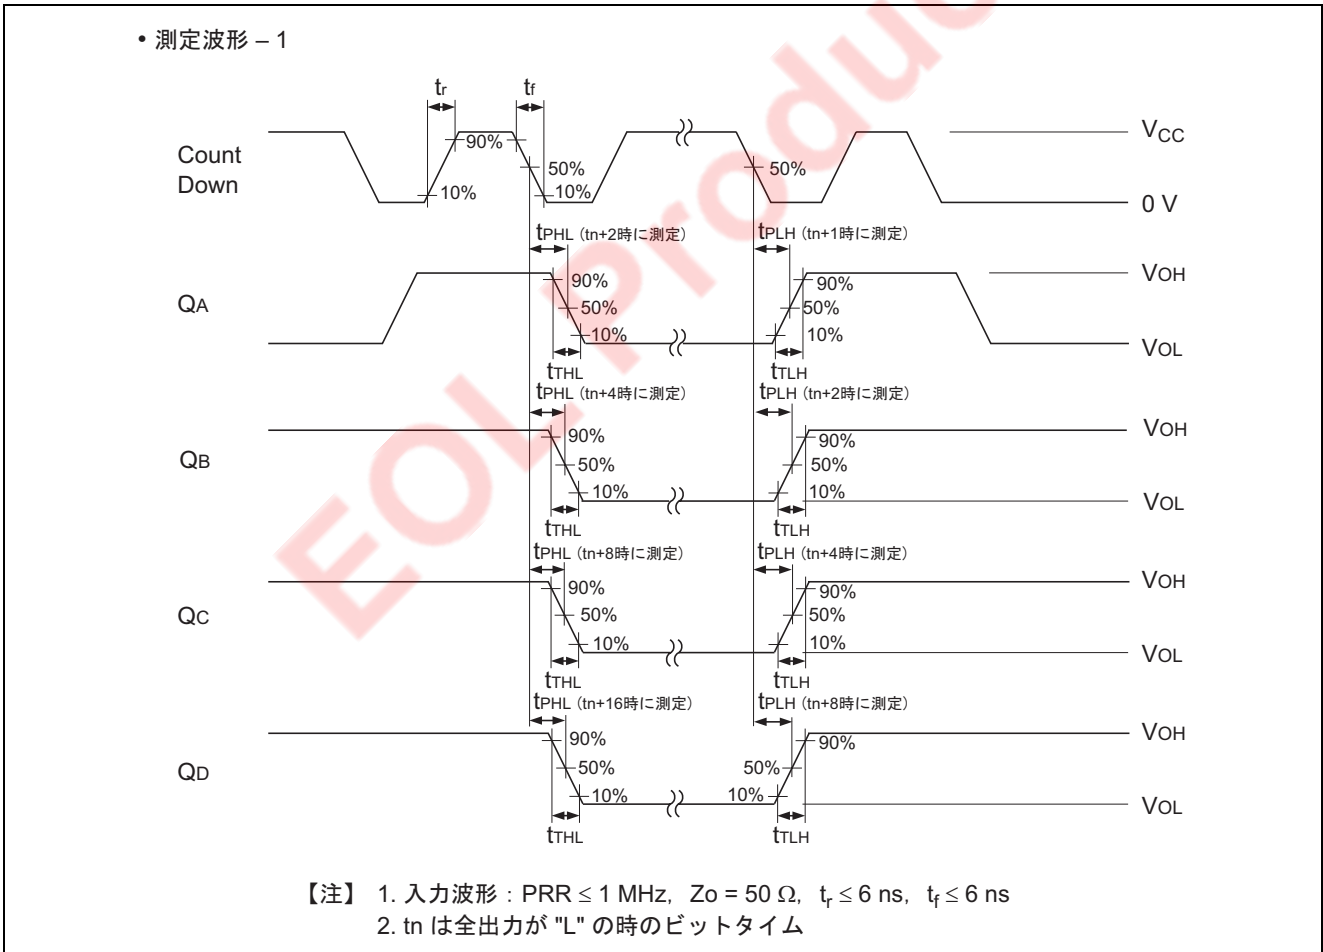 • 測定波形 – 1
tr
tf
Count
Down
90%
10%
50%
10%
50%
VCC
0 V
tPHL (tn+2時に測定)
tPLH (tn+1時に測定)
QA
90%
50%
10%
90%
50%
10%
VOH
VOL
tTHL
tTLH
tPHL (tn+4時に測定)
tPLH (tn+2時に測定)
QB
90%
50%
10%
90%
50%
10%
VOH
VOL
tTHL
tTLH
tPHL (tn+8時に測定)
tPLH (tn+4時に測定)
QC
90%
50%
10%
90%
50%
10%
VOH
VOL
tTHL
tTLH
tPHL (tn+16時に測定)
tPLH (tn+8時に測定)
QD
90%
50%
10%
90%
50%
10%
VOH
VOL
tTHL
tTLH
【注】 1. 入力波形:PRR ≤ 1 MHz, Zo = 50 Ω, tr ≤ 6 ns, tf ≤ 6 ns
2. tn は全出力が "L" の時のビットタイム
EOL Produc